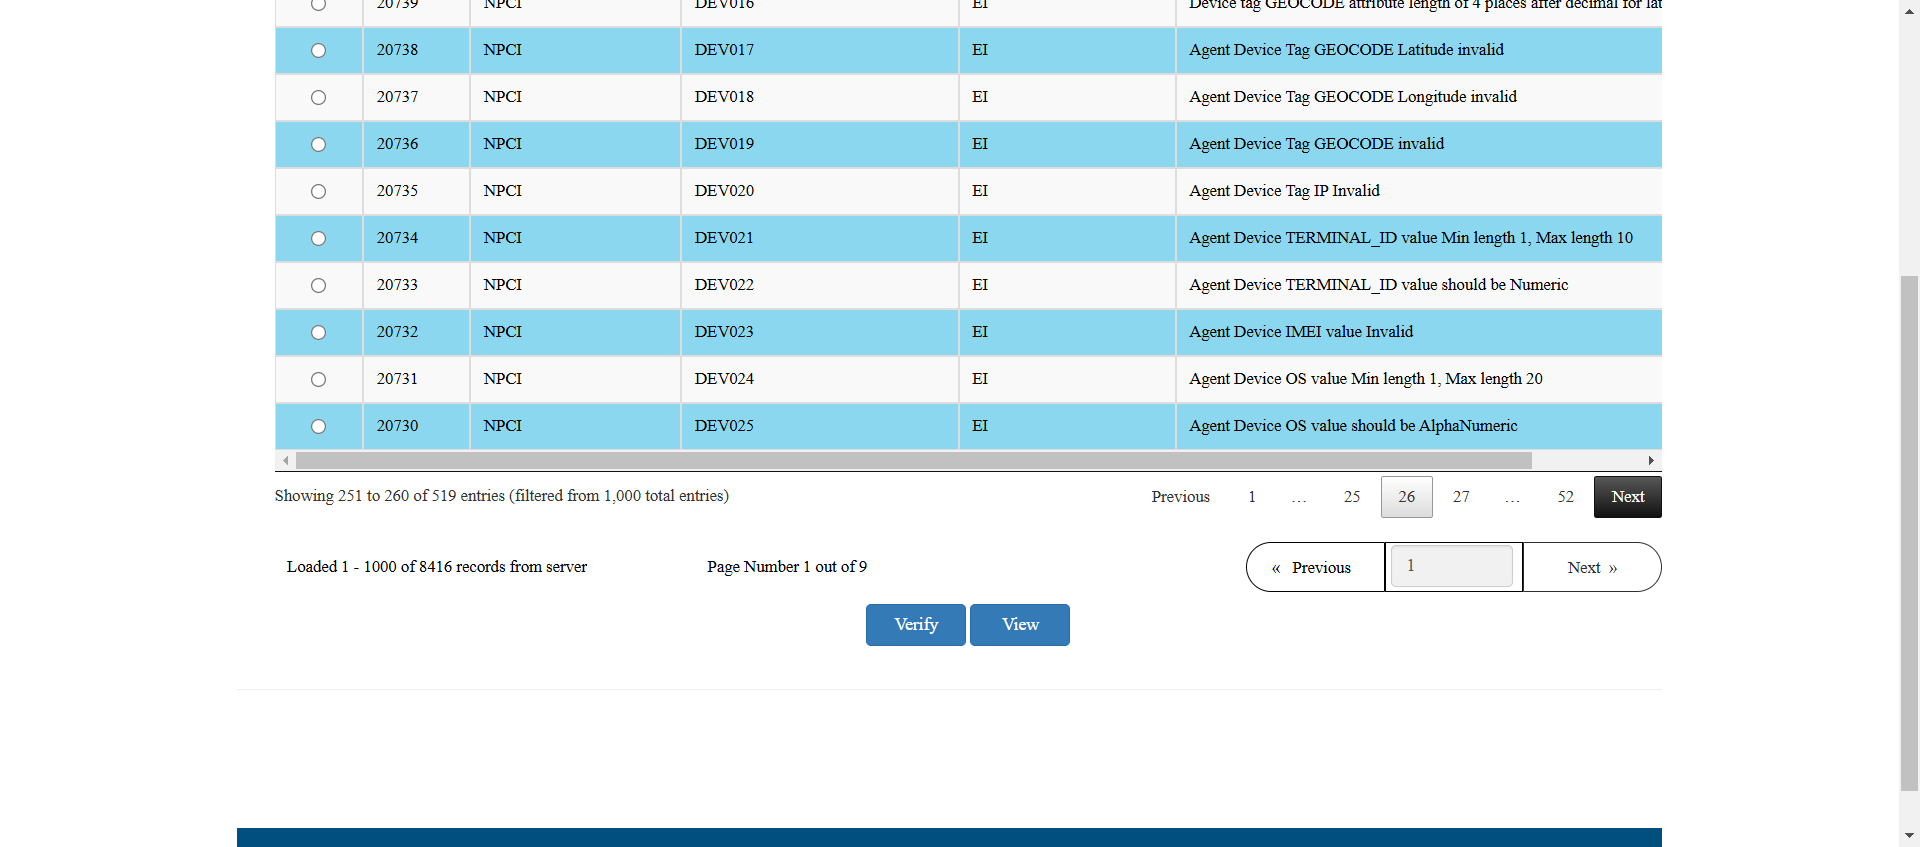 20739 NPCI DEV016 EI Device tag GEOCODE attribute length of 4 places after decimal for lat
20738 NPCI DEV017 EI Agent Device Tag GEOCODE Latitude invalid
20737 NPCI DEV018 EI Agent Device Tag GEOCODE Longitude invalid
20736 NPCI DEV019 EI Agent Device Tag GEOCODE invalid
20735 NPCI DEV020 EI Agent Device Tag IP Invalid
20734 NPCI DEV021 EI Agent Device TERMINAL_ID value Min length 1, Max length 10
20733 NPCI DEV022 EI Agent Device TERMINAL_ID value should be Numeric
20732 NPCI DEV023 EI Agent Device IMEI value Invalid
20731 NPCI DEV024 EI Agent Device OS value Min length 1, Max length 20
20730 NPCI DEV025 EI Agent Device OS value should be AlphaNumeric
Showing 251 to 260 of 519 entries (filtered from 1,000 total entries) Previous 1 … 25 26 27 … 52 Next
Loaded 1 - 1000 of 8416 records from server Page Number 1 out of 9 « Previous 1 Next »
Verify View